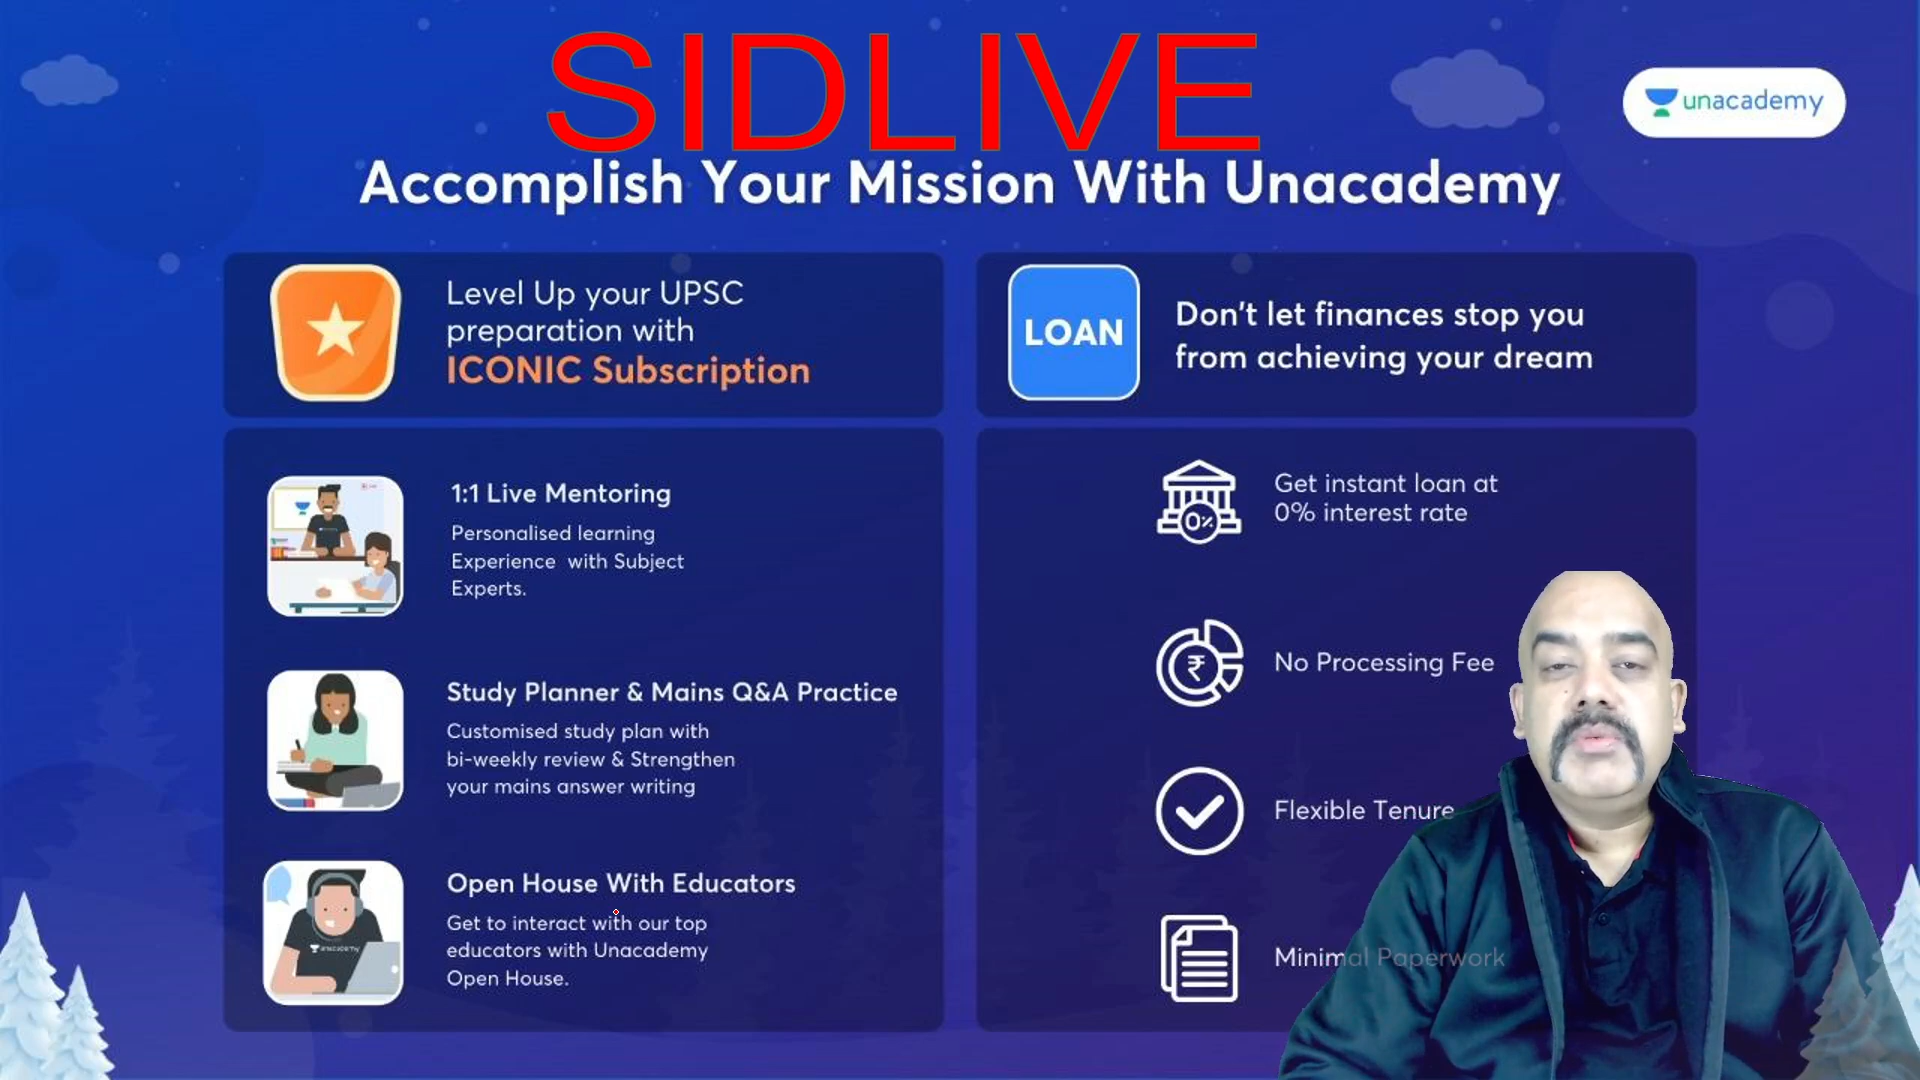 SIDLIVE
unacademy
Accomplish Your Mission With Unacademy
Level Up your UPSC
preparation with
ICONIC Subscription
1:1 Live Mentoring
Personalised learning
Experience with Subject
Experts.
Study Planner & Mains Q&A Practice
Customised study plan with
bi-weekly review & Strengthen
your mains answer writing
Open House With Educators
Get to interact with our top
educators with Unacademy
Open House.
unacademy
LOAN
Don't let finances stop you
from achieving your dream
Get instant loan at
0% interest rate
0%
₹
No Processing Fee
Flexible Tenure
Minimal Paperwork